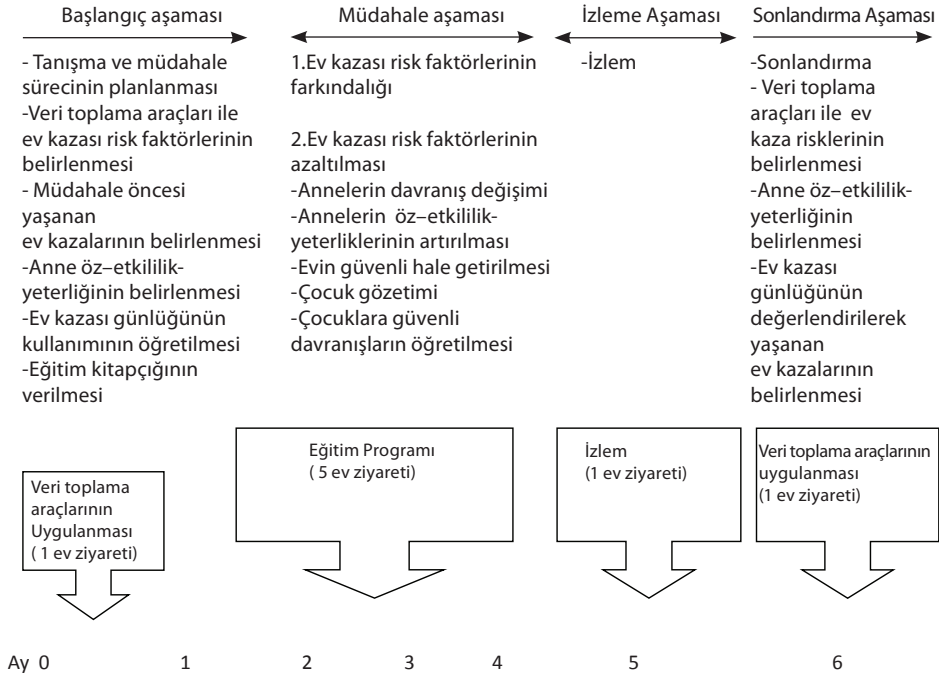 Başlangıç aşaması
- Tanışma ve müdahale
sürecinin planlanması
-Veri toplama araçları ile
ev kazası risk faktörlerinin
belirlenmesi
- Müdahale öncesi
yaşanan
ev kazalarının belirlenmesi
-Anne öz–etkililik-
yeterliğinin belirlenmesi
-Ev kazası günlüğünün
kullanımının öğretilmesi
-Eğitim kitapçığının
verilmesi
Müdahale aşaması
1.Ev kazası risk faktörlerinin
farkındalığı
2.Ev kazası risk faktörlerinin
azaltılması
-Annelerin davranış değişimi
-Annelerin öz–etkililik-
yeterliklerinin artırılması
-Evin güvenli hale getirilmesi
-Çocuk gözetimi
-Çocuklara güvenli
davranışların öğretilmesi
İzleme Aşaması
-İzlem
Sonlandırma Aşaması
-Sonlandırma
- Veri toplama
araçları ile ev
kaza risklerinin
belirlenmesi
-Anne öz-etkililik-
yeterliğinin
belirlenmesi
-Ev kazası
günlüğünün
değerlendirilerek
yaşanan
ev kazalarının
belirlenmesi
Veri toplama
araçlarının
Uygulanması
( 1 ev ziyareti)
Eğitim Programı
( 5 ev ziyareti)
İzlem
(1 ev ziyareti)
Veri toplama araçlarının
uygulanması
(1 ev ziyareti)
Ay 0 1 2 3 4 5 6